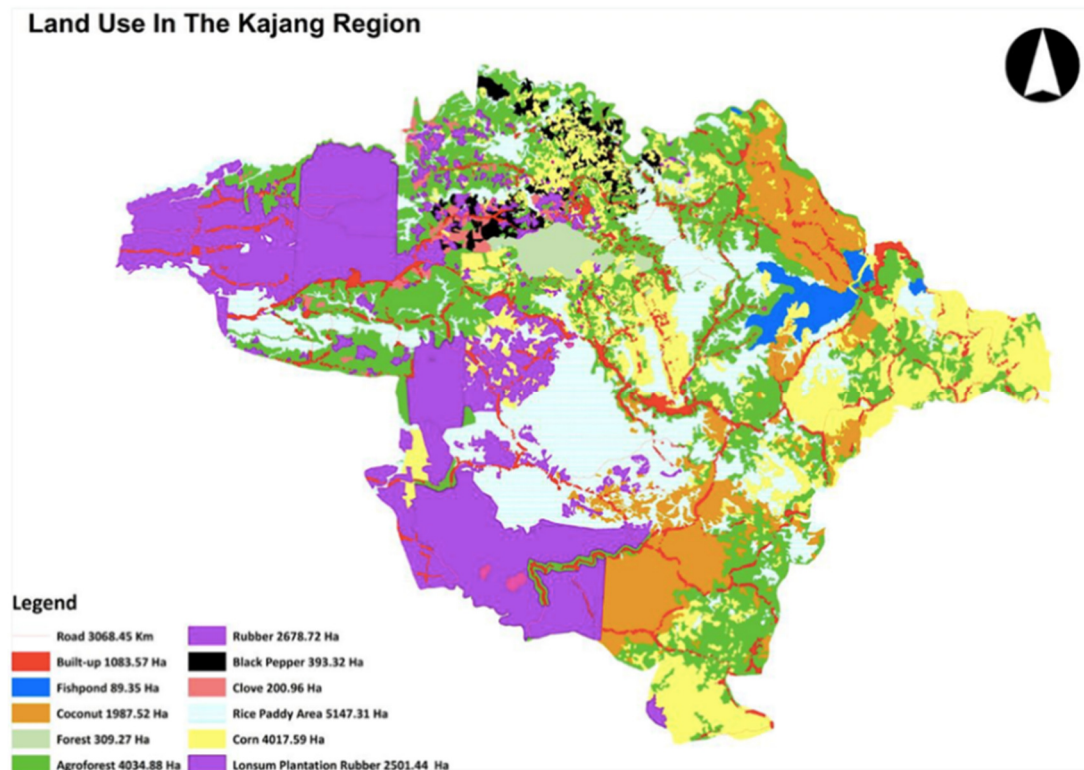 Land Use In The Kajang Region
Legend
Road 3068.45 Km
Built-up 1083.57 Ha
Fishpond 89.35 Ha
Coconut 1987.52 Ha
Forest 309.27 Ha
Agroforest 4034.88 Ha
Rubber 2678.72 Ha
Black Pepper 393.32 Ha
Clove 200.96 Ha
Rice Paddy Area 5147.31 Ha
Corn 4017.59 Ha
Lonsum Plantation Rubber 2501.44 Ha